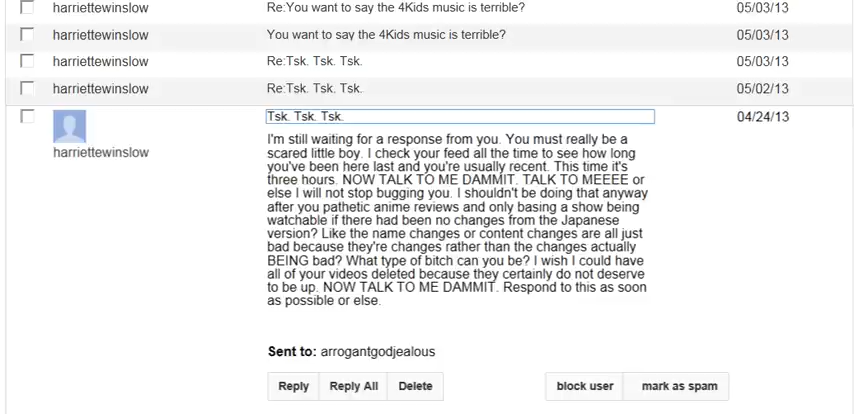 harriettewinslow Re:You want to say the 4Kids music is terrible? 05/03/13
harriettewinslow You want to say the 4Kids music is terrible? 05/03/13
harriettewinslow Re:Tsk. Tsk. Tsk. 05/03/13
harriettewinslow Re:Tsk. Tsk. Tsk. 05/02/13
Tsk. Tsk. Tsk. 04/24/13
harriettewinslow
I'm still waiting for a response from you. You must really be a
scared little boy. I check your feed all the time to see how long
you've been here last and you're usually recent. This time it's
three hours. NOW TALK TO ME DAMMIT. TALK TO MEEEE or
else I will not stop bugging you. I shouldn't be doing that anyway
after you pathetic anime reviews and only basing a show being
watchable if there had been no changes from the Japanese
version? Like the name changes or content changes are all just
bad because they're changes rather than the changes actually
BEING bad? What type of bitch can you be? I wish I could have
all of your videos deleted because they certainly do not deserve
to be up. NOW TALK TO ME DAMMIT. Respond to this as soon
as possible or else.
Sent to: arrogantgodjealous
Reply Reply All Delete block user mark as spam